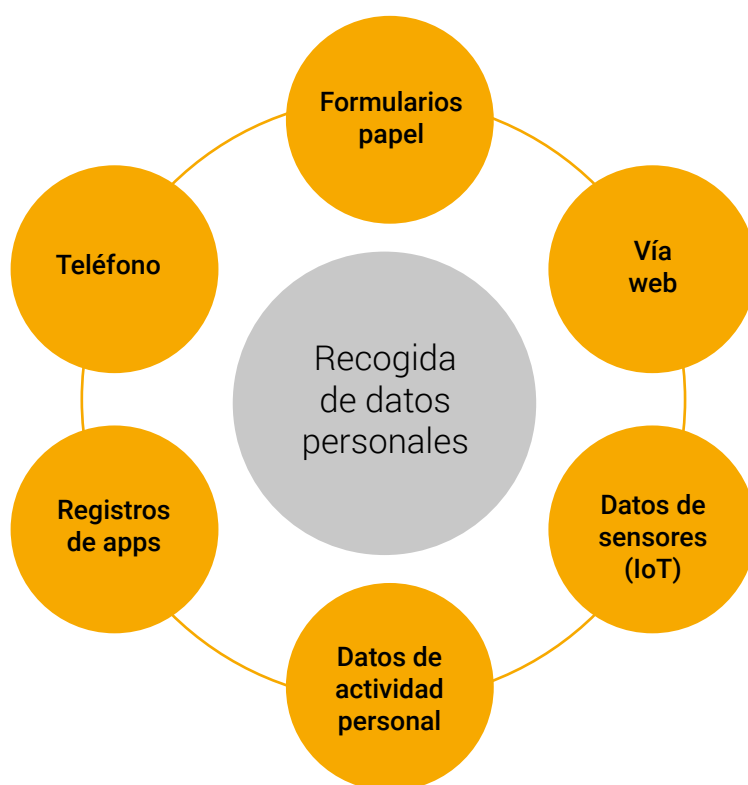 Formularios
papel
Teléfono
Vía
web
Recogida
de datos
personales
Registros
de apps
Datos de
sensores
(IoT)
Datos de
actividad
personal